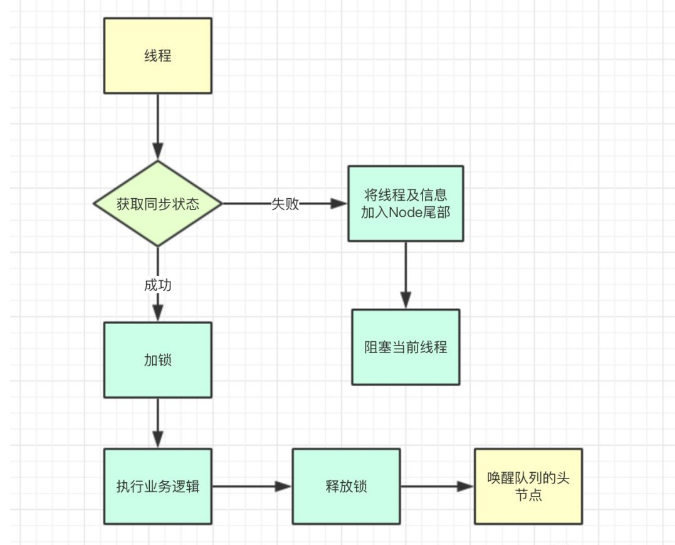 线程
获取同步状态
失败
将线程及信息
加入Node尾部
成功
阻塞当前线程
加锁
执行业务逻辑
释放锁
唤醒队列的头
节点